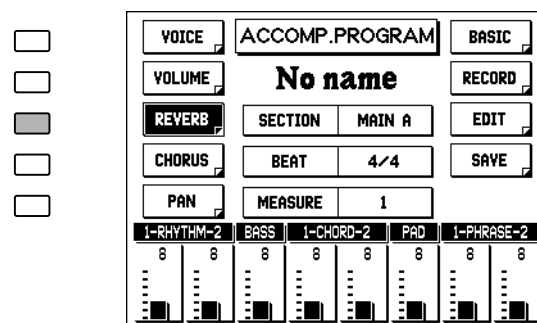 VOICE ACCOMP.PROGRAM BASIC
VOLUME No name RECORD
REVERB SECTION MAIN A EDIT
CHORUS BEAT 4/4 SAVE
PAN MEASURE 1
1-RHYTHM-2 BASS 1-CHORD-2 PAD 1-PHRASE-2
8 8 8 8 8 8 8 8